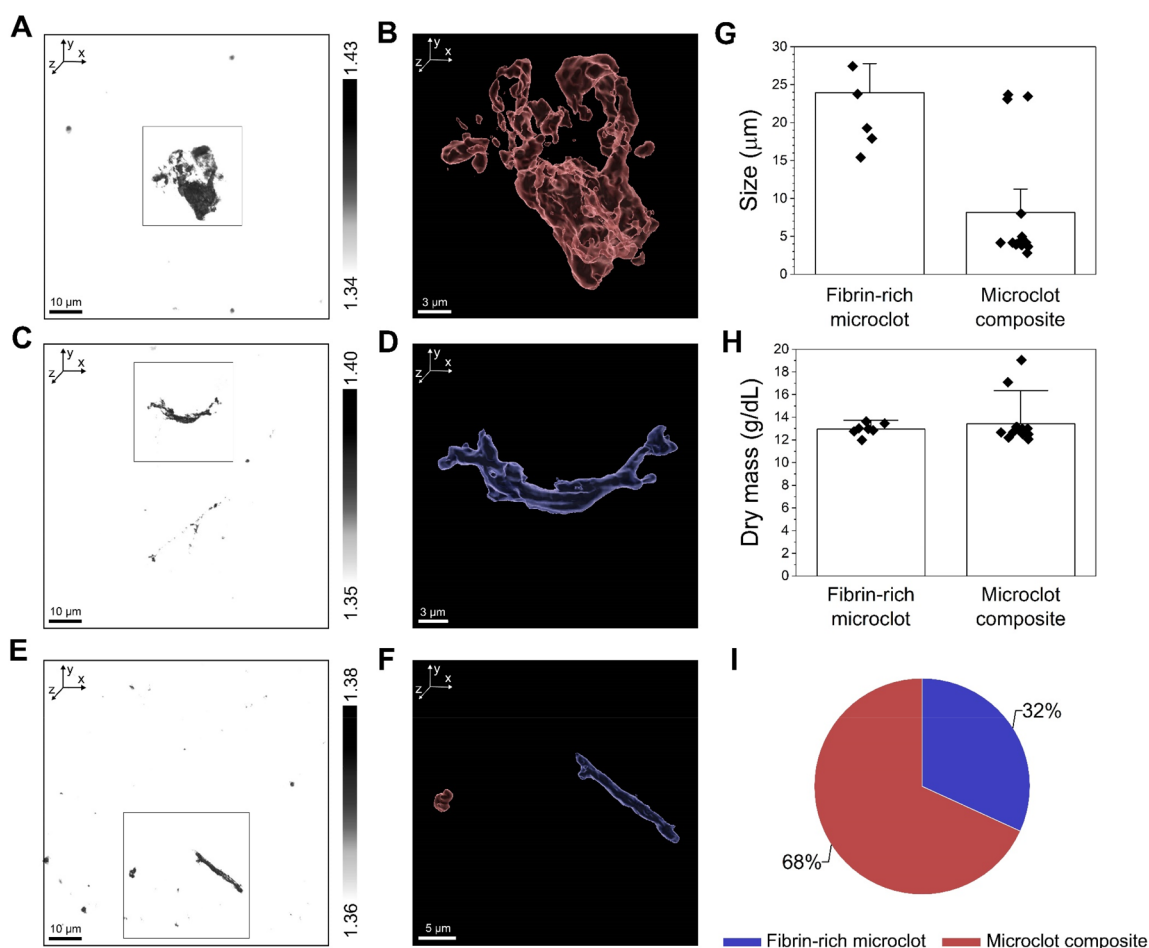 A
y
x
z
10 µm
1.43
1.34
B
y
x
z
3 µm
G
30
25
20
15
10
5
0
Size (µm)
Fibrin-rich
microclot
Microclot
composite
C
y
x
z
10 µm
1.40
1.35
D
y
x
z
3 µm
H
20
18
16
14
12
10
8
6
4
2
0
Dry mass (g/dL)
Fibrin-rich
microclot
Microclot
composite
E
y
x
z
10 µm
1.38
1.36
F
y
x
z
5 µm
I
32%
68%
Fibrin-rich microclot
Microclot composite